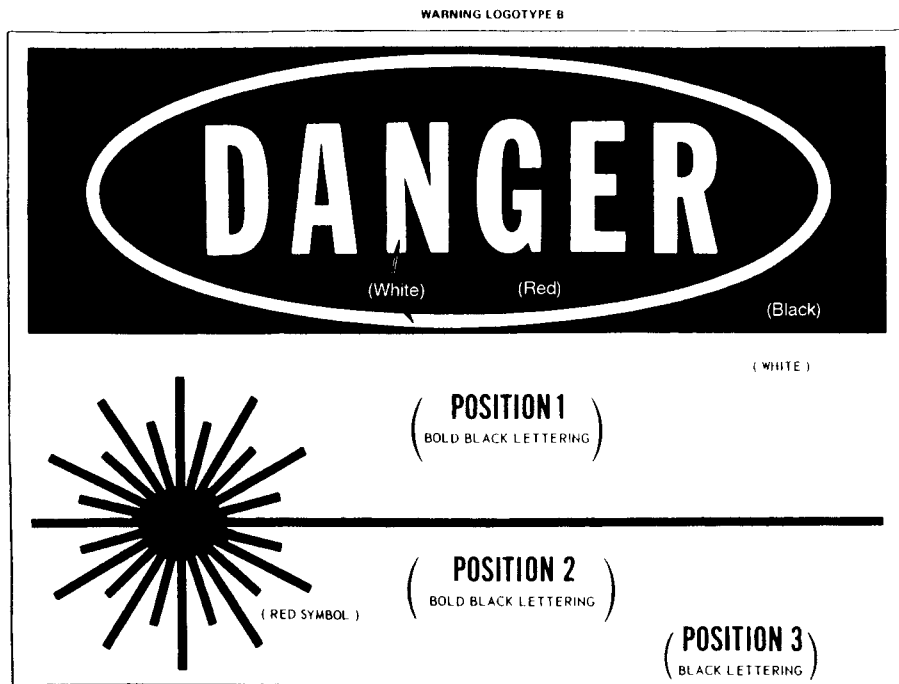 WARNING LOGOTYPE B
DANGER
(White)
(Red)
(Black)
( WHITE )
( POSITION 1
BOLD BLACK LETTERING )
( POSITION 2
BOLD BLACK LETTERING )
( RED SYMBOL )
( POSITION 3
BLACK LETTERING )